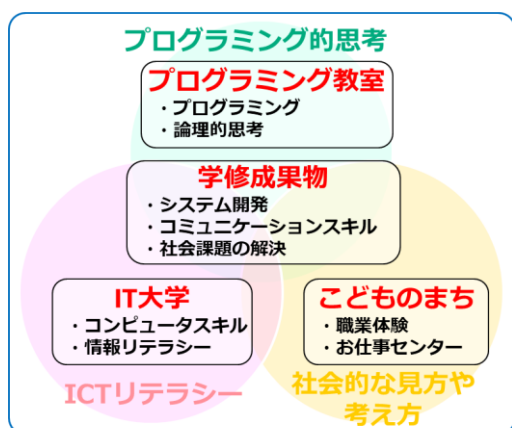 プログラミング的思考
プログラミング教室
・プログラミング
・論理的思考
学修成果物
・システム開発
・コミュニケーションスキル
・社会課題の解決
IT大学
・コンピュータスキル
・情報リテラシー
ICTリテラシー
こどものまち
・職業体験
・お仕事センター
社会的な見方や
考え方